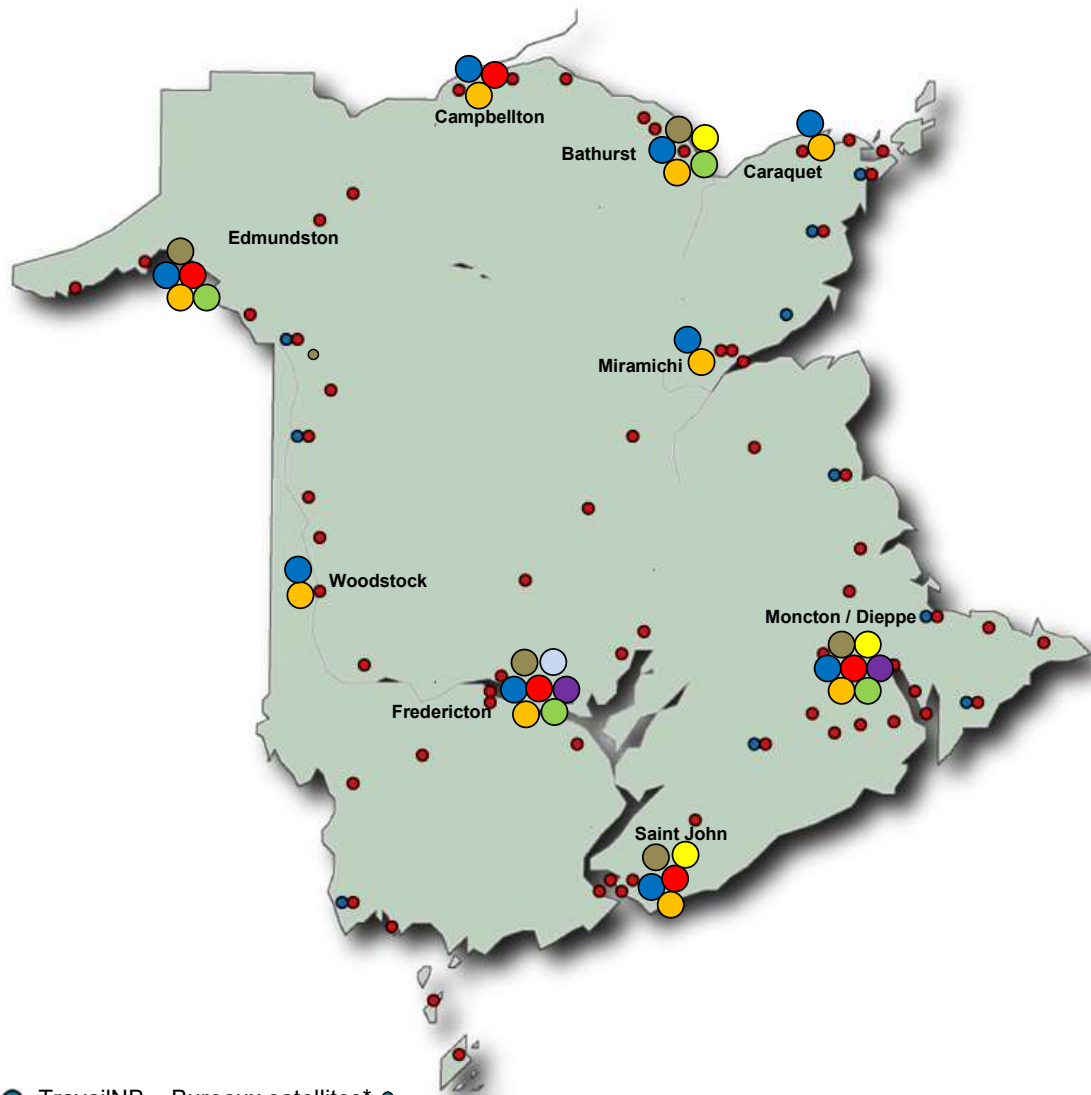 Campbellton
Bathurst
Caraquet
Edmundston
Miramichi
Woodstock
Moncton / Dieppe
Fredericton
Saint John
TravailNB – Bureaux satellites*